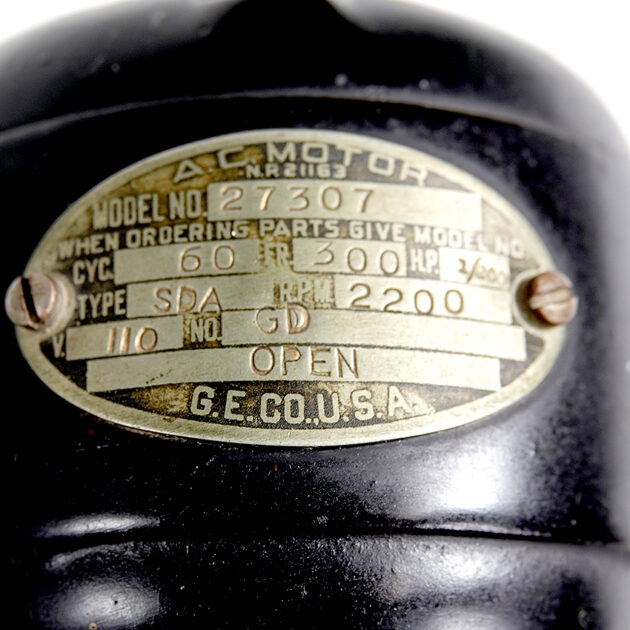 A.C. MOTOR
N.P.21163
MODEL NO. 27307
WHEN ORDERING PARTS GIVE MODEL NO.
CYC. 60 FR. 300 H.P.
TYPE SDA RPM 2200
V. 110 NO. GD
OPEN
G.E.CO., U.S.A.